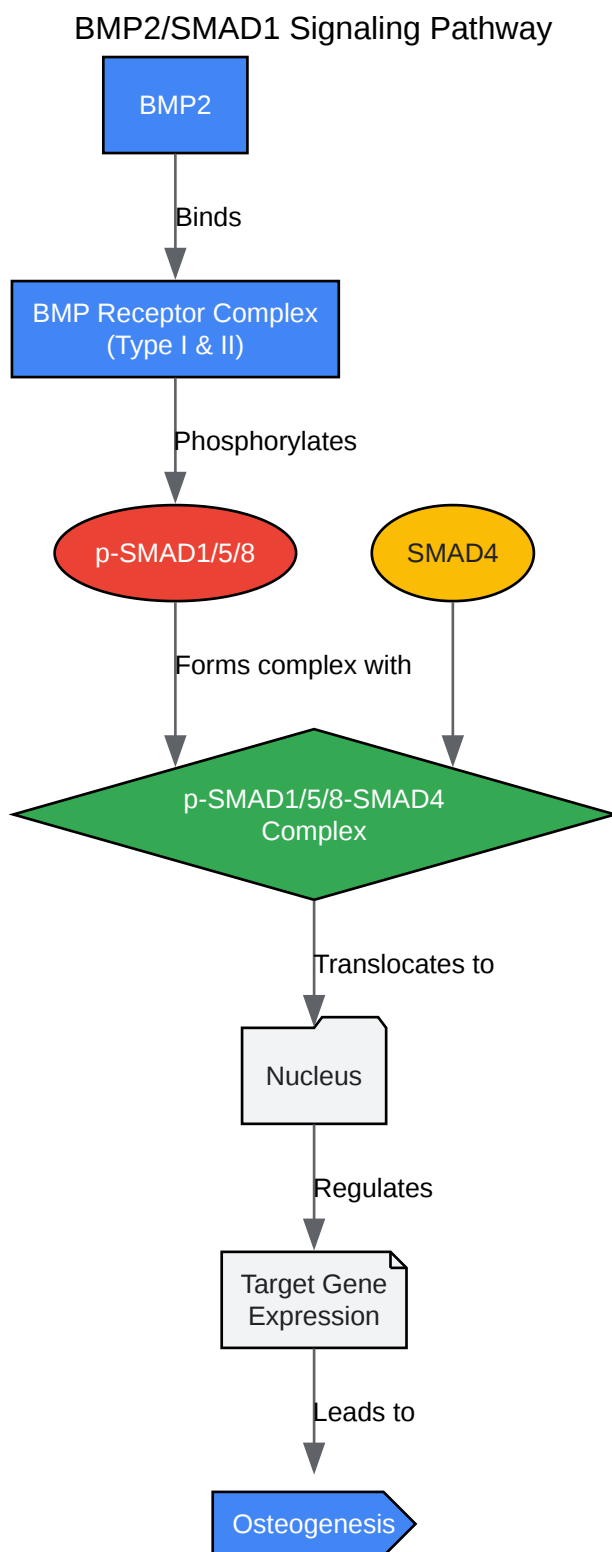 BMP2/SMAD1 Signaling Pathway
BMP2
Binds
BMP Receptor Complex
(Type I & II)
Phosphorylates
p-SMAD1/5/8
SMAD4
Forms complex with
p-SMAD1/5/8-SMAD4
Complex
Translocates to
Nucleus
Regulates
Target Gene
Expression
Leads to
Osteogenesis